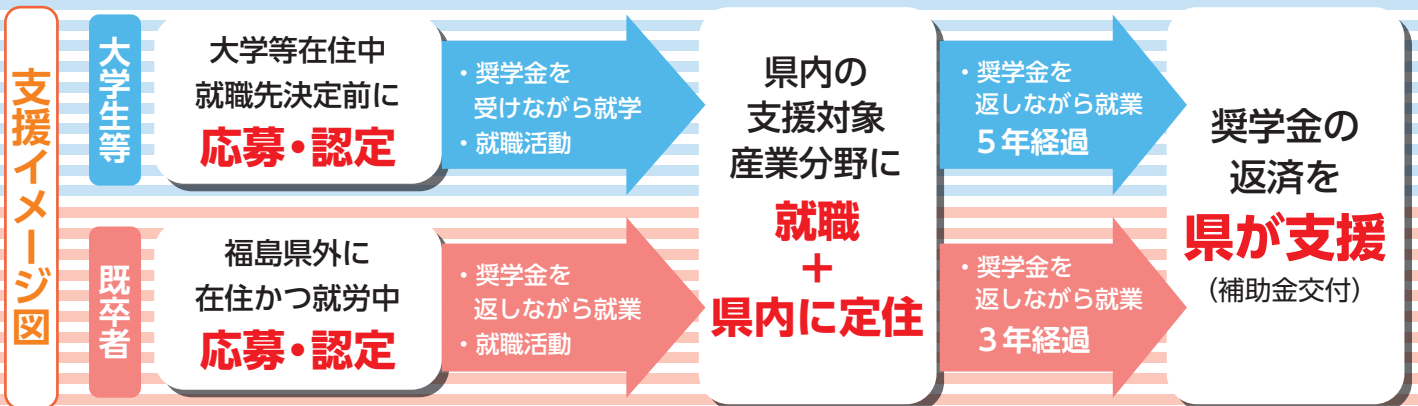 支援イメージ図
大学生等
大学等在住中
就職先決定前に
応募・認定
・奨学金を
受けながら就学
・就職活動
既卒者
福島県外に
在住かつ就労中
応募・認定
・奨学金を
返しながら就業
・就職活動
県内の
支援対象
産業分野に
就職
＋
県内に定住
・奨学金を
返しながら就業
5年経過
・奨学金を
返しながら就業
3年経過
奨学金の
返済を
県が支援
（補助金交付）